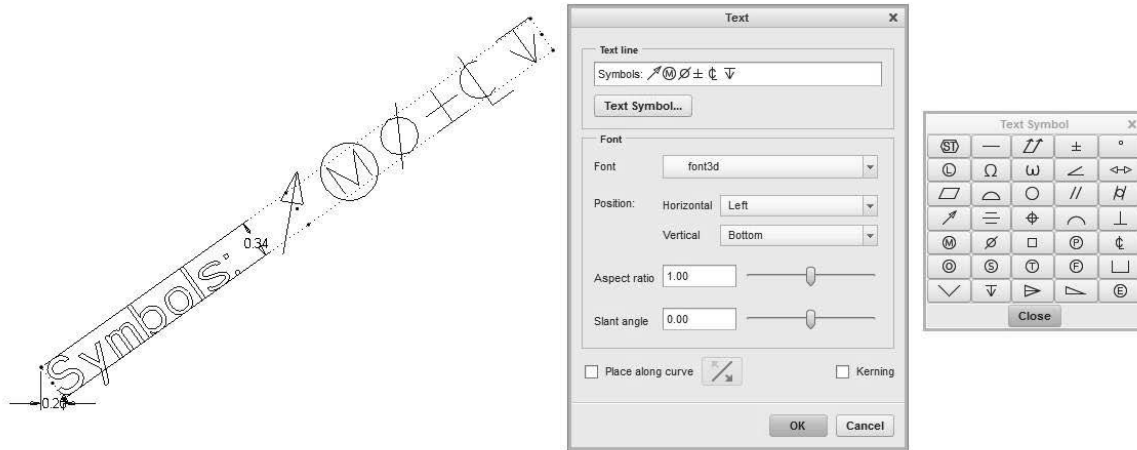 Symbols: ↗ Ⓜ ⌀ ± ℄ ↧
0.34
0.20
Text
X
Text line
Symbols: ↗Ⓜ⌀ ± ℄ ↧
Text Symbol...
Font
Font font3d
Position: Horizontal Left
Vertical Bottom
Aspect ratio 1.00
Slant angle 0.00
Place along curve
Kerning
OK Cancel
Text Symbol X
ST — ⌰ ± °
Ⓛ Ω ω ∠
▱ ⌓ ○ // ⌭
↗ ⌯ ⌖ ⌒ ⊥
Ⓜ ⌀ □ Ⓟ ℄
Ⓞ Ⓢ Ⓣ Ⓕ ⌴
⌵ ↧ ⌲ ⌳ Ⓔ
Close